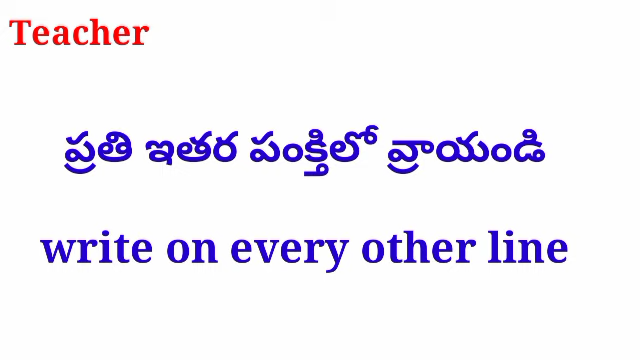 Teacher
ప్రతి ఇతర పంక్తిలో వ్రాయండి
write on every other line